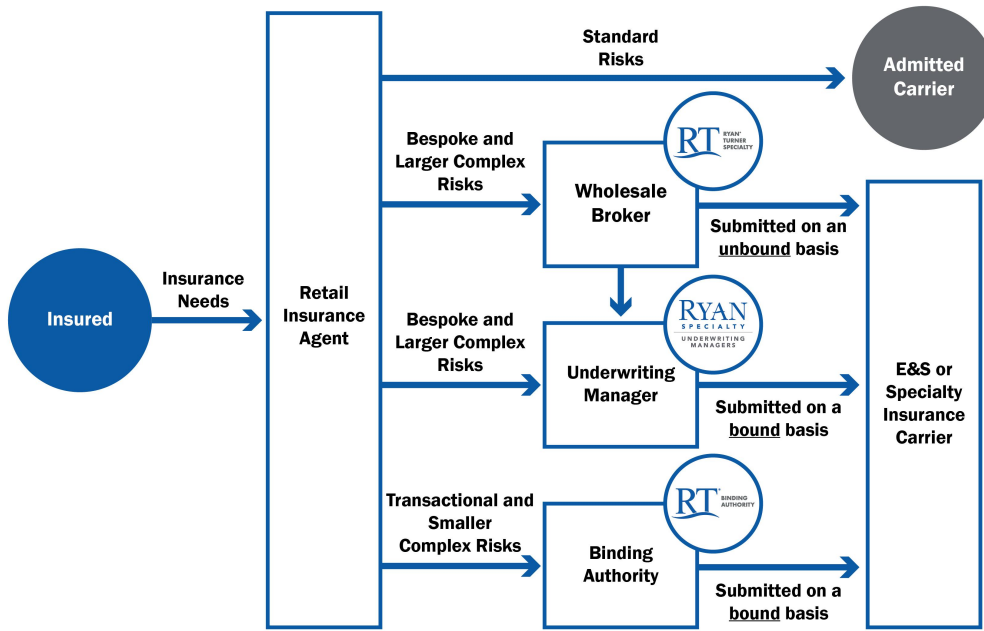 Standard
Risks
Admitted
Carrier
Bespoke and
Larger Complex
Risks
RT RYAN
TURNER
SPECIALTY
Wholesale
Broker
Submitted on an
unbound basis
Insured
Insurance
Needs
Retail
Insurance
Agent
Bespoke and
Larger Complex
Risks
RYAN
SPECIALTY
UNDERWRITING
MANAGERS
Underwriting
Manager
Submitted on a
bound basis
E&S or
Specialty
Insurance
Carrier
Transactional and
Smaller
Complex Risks
RT BINDING
AUTHORITY
Binding
Authority
Submitted on a
bound basis